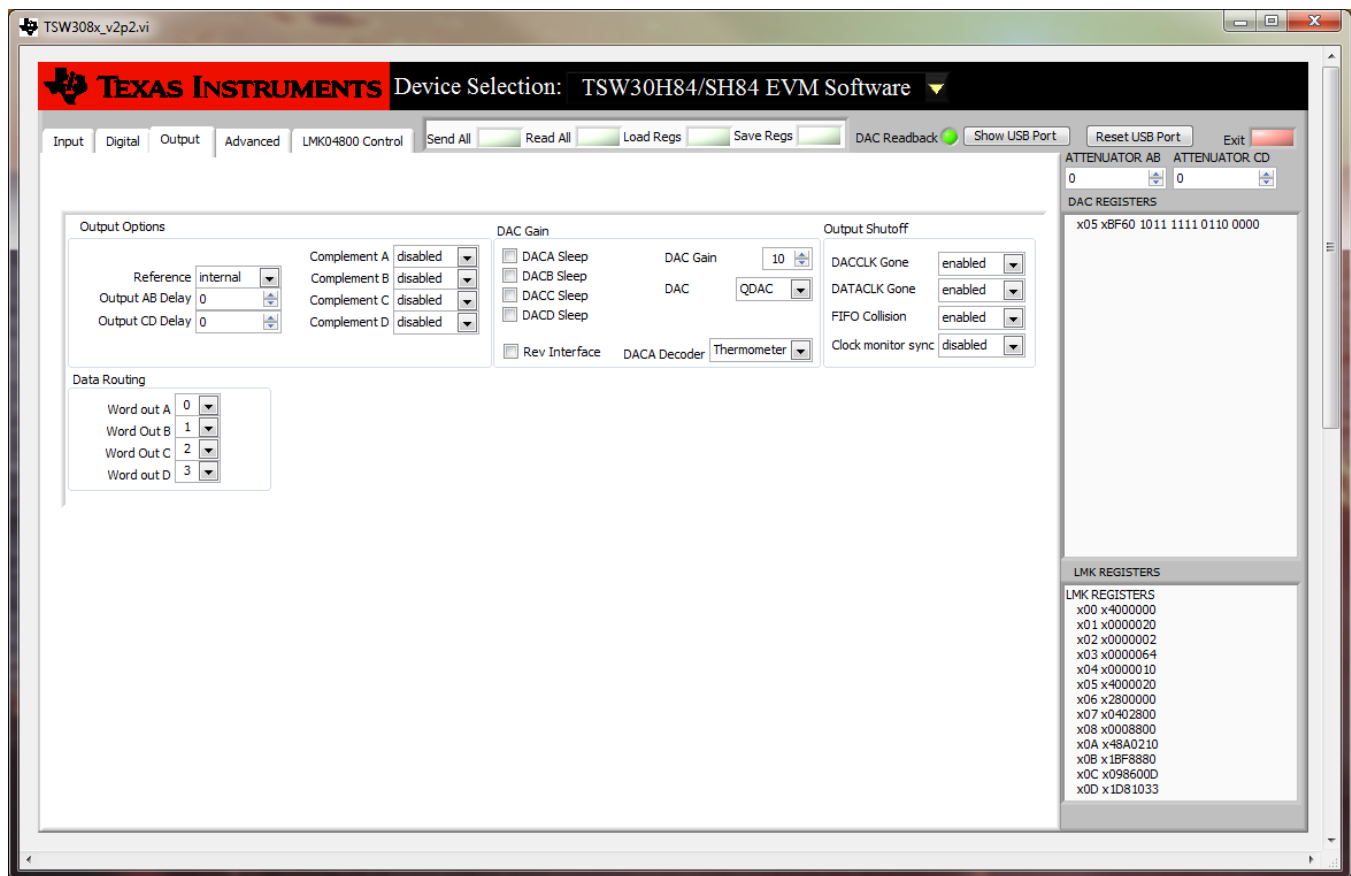 TSW308x_v2p2.vi
TEXAS INSTRUMENTS Device Selection: TSW30H84/SH84 EVM Software
Input Digital Output Advanced LMK04800 Control Send All Read All Load Regs Save Regs DAC Readback Show USB Port Reset USB Port Exit
ATTENUATOR AB ATTENUATOR CD
0 0
DAC REGISTERS
x05 xBF60 1011 1111 0110 0000
Output Options
Reference internal
Output AB Delay 0
Output CD Delay 0
Complement A disabled
Complement B disabled
Complement C disabled
Complement D disabled
DAC Gain
DACA Sleep
DACB Sleep
DACC Sleep
DACD Sleep
DAC Gain 10
DAC QDAC
Rev Interface DACA Decoder Thermometer
Output Shutoff
DACCLK Gone enabled
DATACLK Gone enabled
FIFO Collision enabled
Clock monitor sync disabled
Data Routing
Word out A 0
Word Out B 1
Word Out C 2
Word out D 3
LMK REGISTERS
LMK REGISTERS
x00 x4000000
x01 x0000020
x02 x0000002
x03 x0000064
x04 x0000010
x05 x4000020
x06 x2800000
x07 x0402800
x08 x0008800
x0A x48A0210
x0B x1BF8880
x0C x098600D
x0D x1D81033